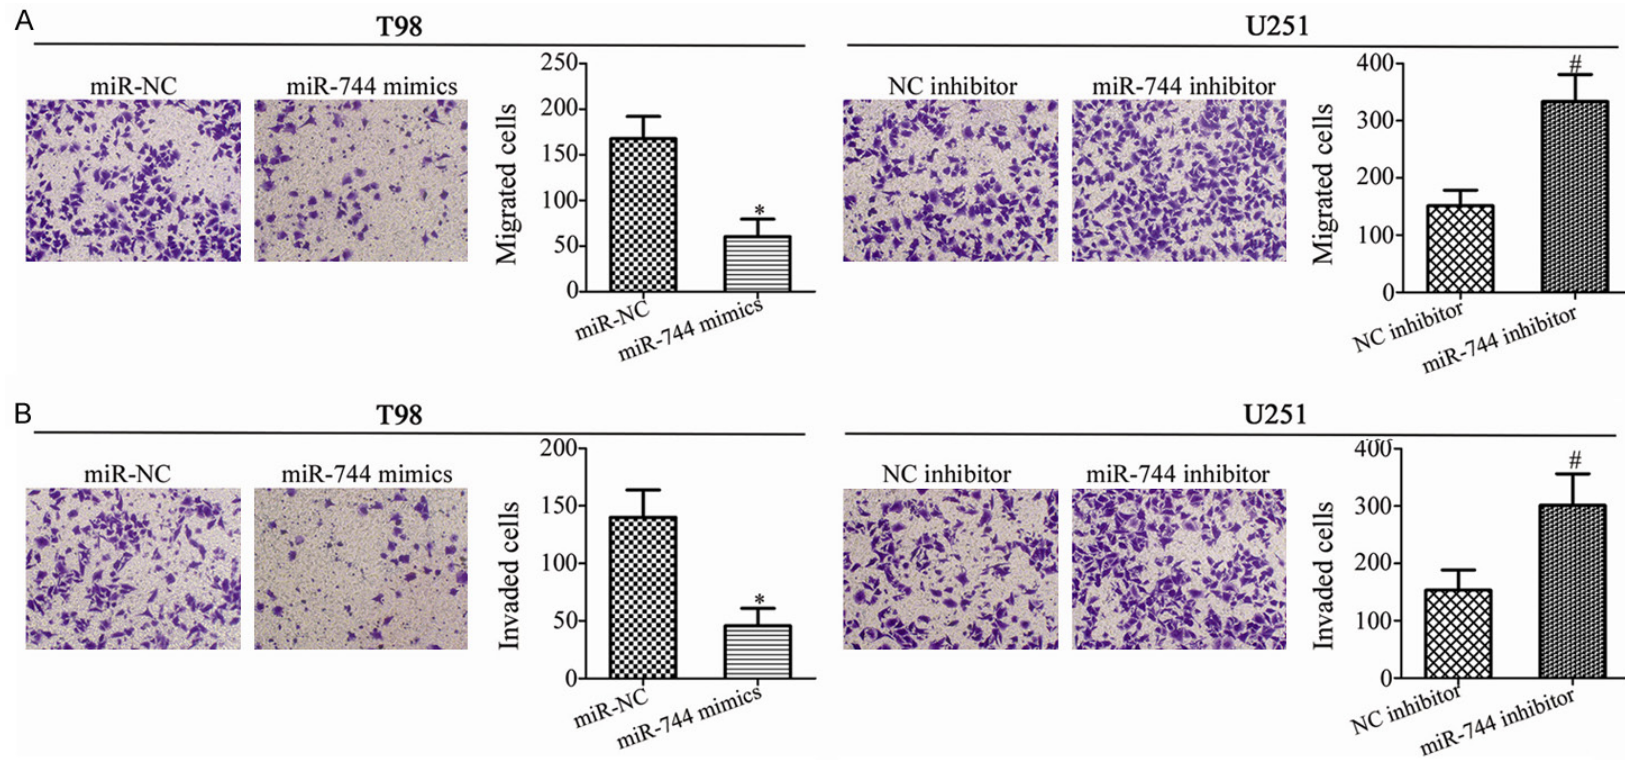 A
T98
U251
miR-NC
miR-744 mimics
Migrated cells
250
200
150
100
50
0
*
miR-NC
miR-744 mimics
NC inhibitor
miR-744 inhibitor
Migrated cells
400
300
200
100
0
#
NC inhibitor
miR-744 inhibitor
B
T98
U251
miR-NC
miR-744 mimics
Invaded cells
200
150
100
50
0
*
miR-NC
miR-744 mimics
NC inhibitor
miR-744 inhibitor
Invaded cells
400
300
200
100
0
#
NC inhibitor
miR-744 inhibitor